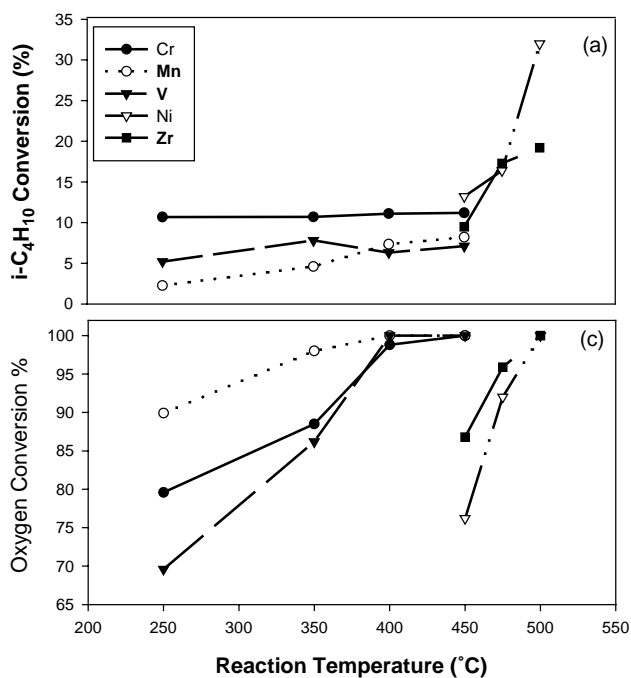 35
30
25
20
15
10
5
0
i-C4H10 Conversion (%)
Cr
Mn
V
Ni
Zr
(a)
100
95
90
85
80
75
70
65
Oxygen Conversion %
(c)
200 250 300 350 400 450 500 550
Reaction Temperature (˚C)